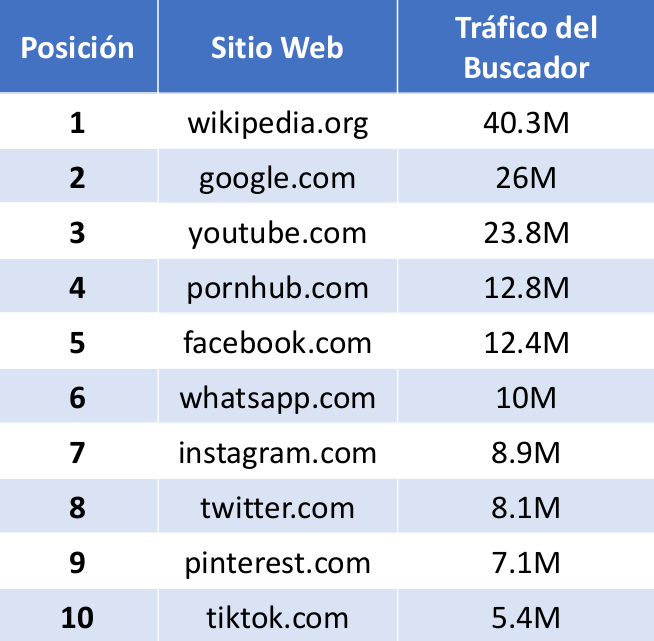 Posición Sitio Web Tráfico del Buscador
1 wikipedia.org 40.3M
2 google.com 26M
3 youtube.com 23.8M
4 pornhub.com 12.8M
5 facebook.com 12.4M
6 whatsapp.com 10M
7 instagram.com 8.9M
8 twitter.com 8.1M
9 pinterest.com 7.1M
10 tiktok.com 5.4M